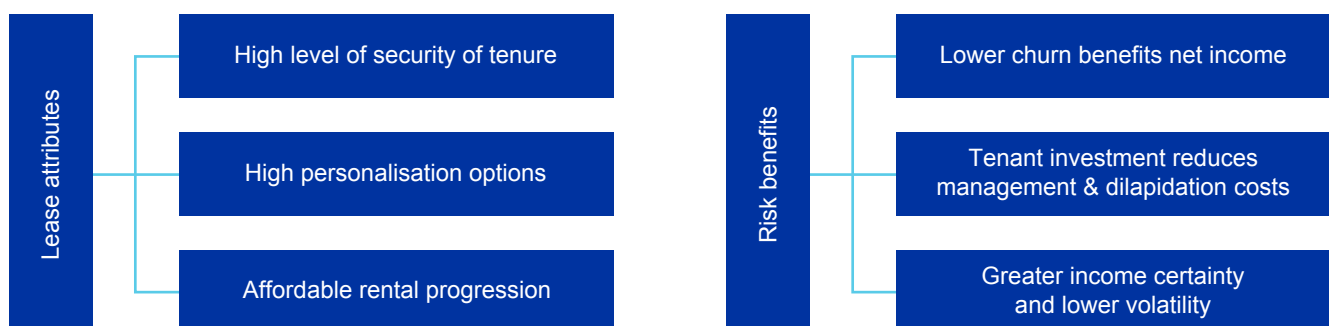 Lease attributes
High level of security of tenure
High personalisation options
Affordable rental progression
Risk benefits
Lower churn benefits net income
Tenant investment reduces
management & dilapidation costs
Greater income certainty
and lower volatility